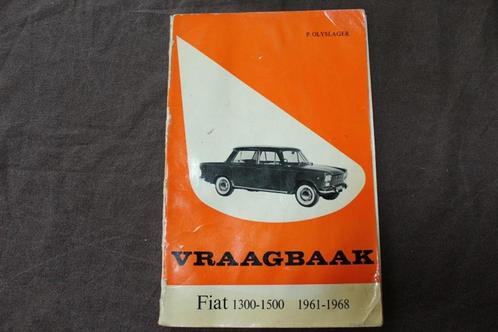 P. OLYSLAGER
VRAAGBAAK
Fiat 1300-1500 1961-1968